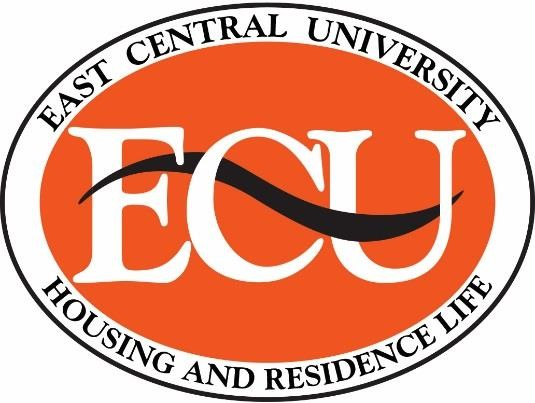 EAST CENTRAL UNIVERSITY
ECU
HOUSING AND RESIDENCE LIFE